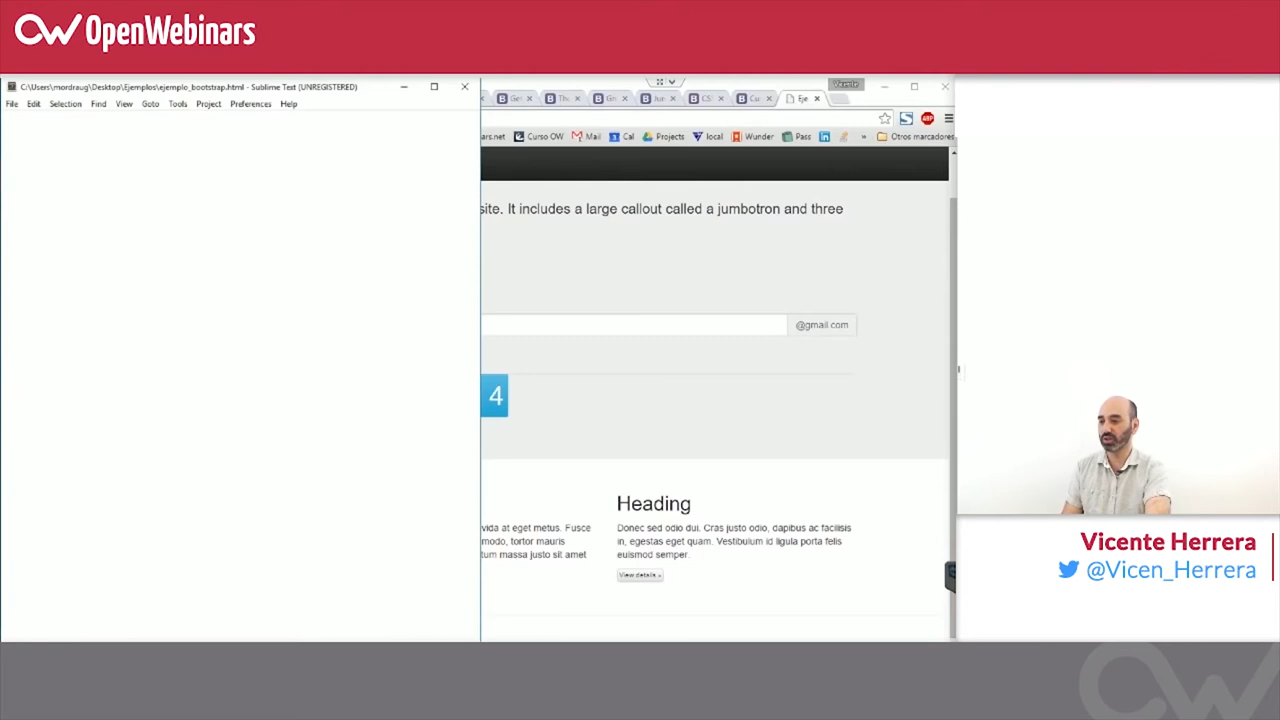 OpenWebinars
C:\Users\mordraug\Desktop\Ejemplos\ejemplo_bootstrap.html - Sublime Text (UNREGISTERED)
File Edit Selection Find View Goto Tools Project Preferences Help
Vicente
Eje
Curso OW Mail Cal Projects local Wunder Pass » Otros marcadores
site. It includes a large callout called a jumbotron and three
@gmail.com
4
Heading
vida at eget metus. Fusce
modo, tortor mauris
tum massa justo sit amet
Donec sed odio dui. Cras justo odio, dapibus ac facilisis
in, egestas eget quam. Vestibulum id ligula porta felis
euismod semper.
View details »
Vicente Herrera
@Vicen_Herrera